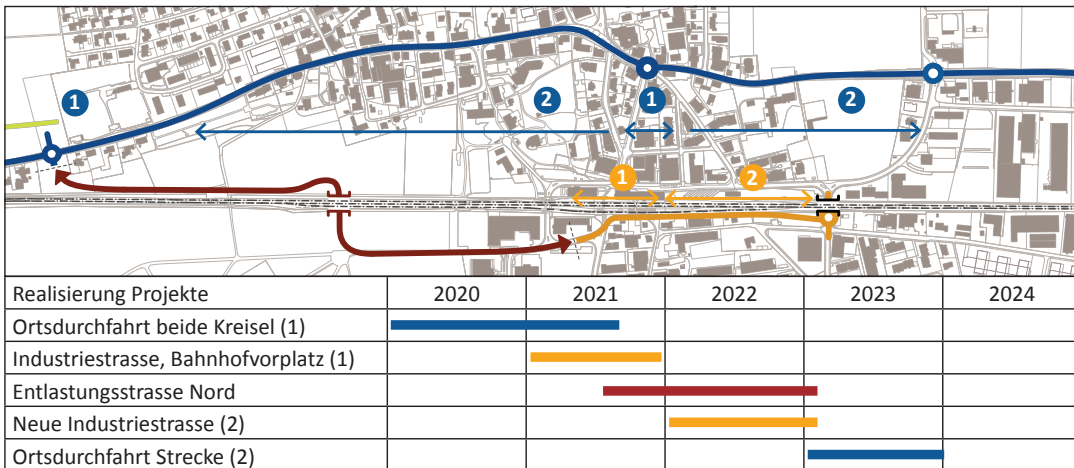 1
2
1
2
1
2
Realisierung Projekte 2020 2021 2022 2023 2024
Ortsdurchfahrt beide Kreisel (1)
Industriestrasse, Bahnhofvorplatz (1)
Entlastungsstrasse Nord
Neue Industriestrasse (2)
Ortsdurchfahrt Strecke (2)